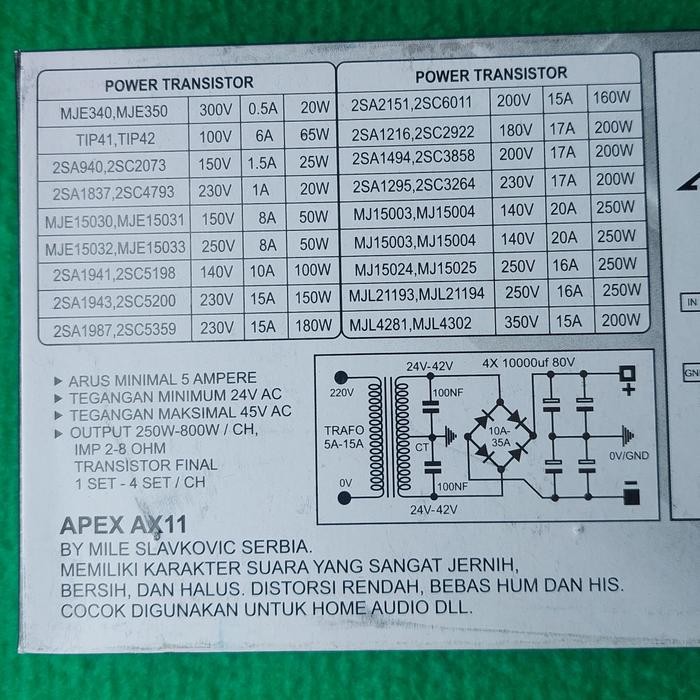 POWER TRANSISTOR
MJE340,MJE350 300V 0.5A 20W
TIP41,TIP42 100V 6A 65W
2SA940,2SC2073 150V 1.5A 25W
2SA1837,2SC4793 230V 1A 20W
MJE15030,MJE15031 150V 8A 50W
MJE15032,MJE15033 250V 8A 50W
2SA1941,2SC5198 140V 10A 100W
2SA1943,2SC5200 230V 15A 150W
2SA1987,2SC5359 230V 15A 180W
POWER TRANSISTOR
2SA2151,2SC6011 200V 15A 160W
2SA1216,2SC2922 180V 17A 200W
2SA1494,2SC3858 200V 17A 200W
2SA1295,2SC3264 230V 17A 200W
MJ15003,MJ15004 140V 20A 250W
MJ15003,MJ15004 140V 20A 250W
MJ15024,MJ15025 250V 16A 250W
MJL21193,MJL21194 250V 16A 250W
MJL4281,MJL4302 350V 15A 200W
ARUS MINIMAL 5 AMPERE
TEGANGAN MINIMUM 24V AC
TEGANGAN MAKSIMAL 45V AC
OUTPUT 250W-800W / CH,
IMP 2-8 OHM
TRANSISTOR FINAL
1 SET - 4 SET / CH
24V-42V 4X 10000uf 80V
220V 100NF
TRAFO
5A-15A
CT
10A-
35A
0V/GND
0V 100NF
24V-42V
IN
APEX AX11
BY MILE SLAVKOVIC SERBIA.
MEMILIKI KARAKTER SUARA YANG SANGAT JERNIH,
BERSIH, DAN HALUS. DISTORSI RENDAH, BEBAS HUM DAN HIS.
COCOK DIGUNAKAN UNTUK HOME AUDIO DLL.